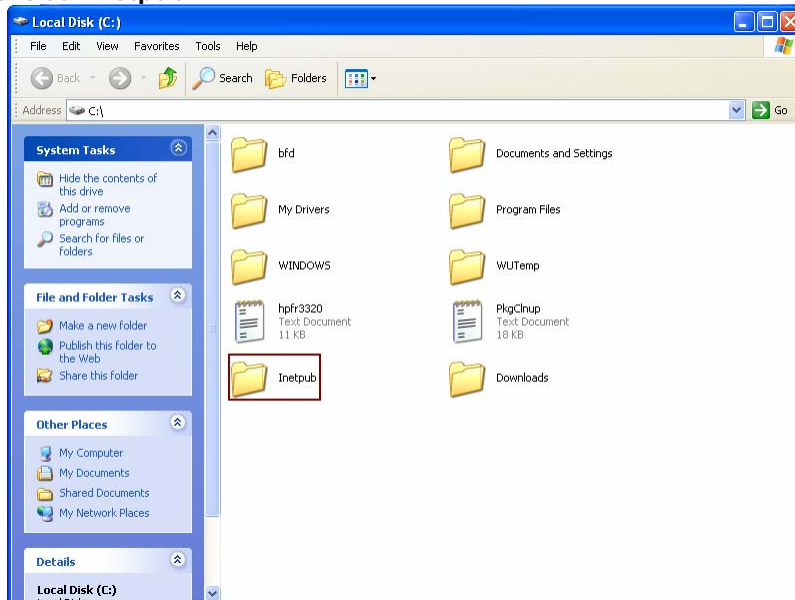 Local Disk (C:)
File Edit View Favorites Tools Help
Back Search Folders
Address C:\ Go
System Tasks
Hide the contents of
this drive
Add or remove
programs
Search for files or
folders
File and Folder Tasks
Make a new folder
Publish this folder to
the Web
Share this folder
Other Places
My Computer
My Documents
Shared Documents
My Network Places
Details
Local Disk (C:)
bfd
Documents and Settings
My Drivers
Program Files
WINDOWS
WUTemp
hpfr3320
Text Document
11 KB
PkgClnup
Text Document
18 KB
Inetpub
Downloads